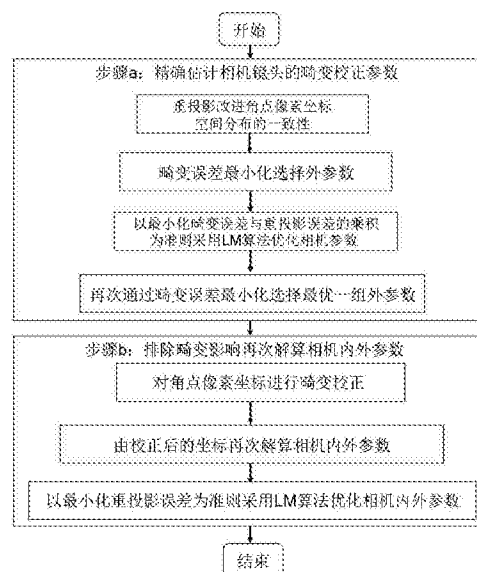 开始
步骤a：精确估计相机镜头的畸变校正参数
重投影改进角点像素坐标
空间分布的一致性
畸变误差最小化选择外参数
以最小化畸变误差与重投影误差的乘积
为准则采用LM算法优化相机参数
再次通过畸变误差最小化选择最优一组外参数
步骤b：排除畸变影响再次解算相机内外参数
对角点像素坐标进行畸变校正
由校正后的坐标再次解算相机内外参数
以最小化重投影误差为准则采用LM算法优化相机内外参数
结束